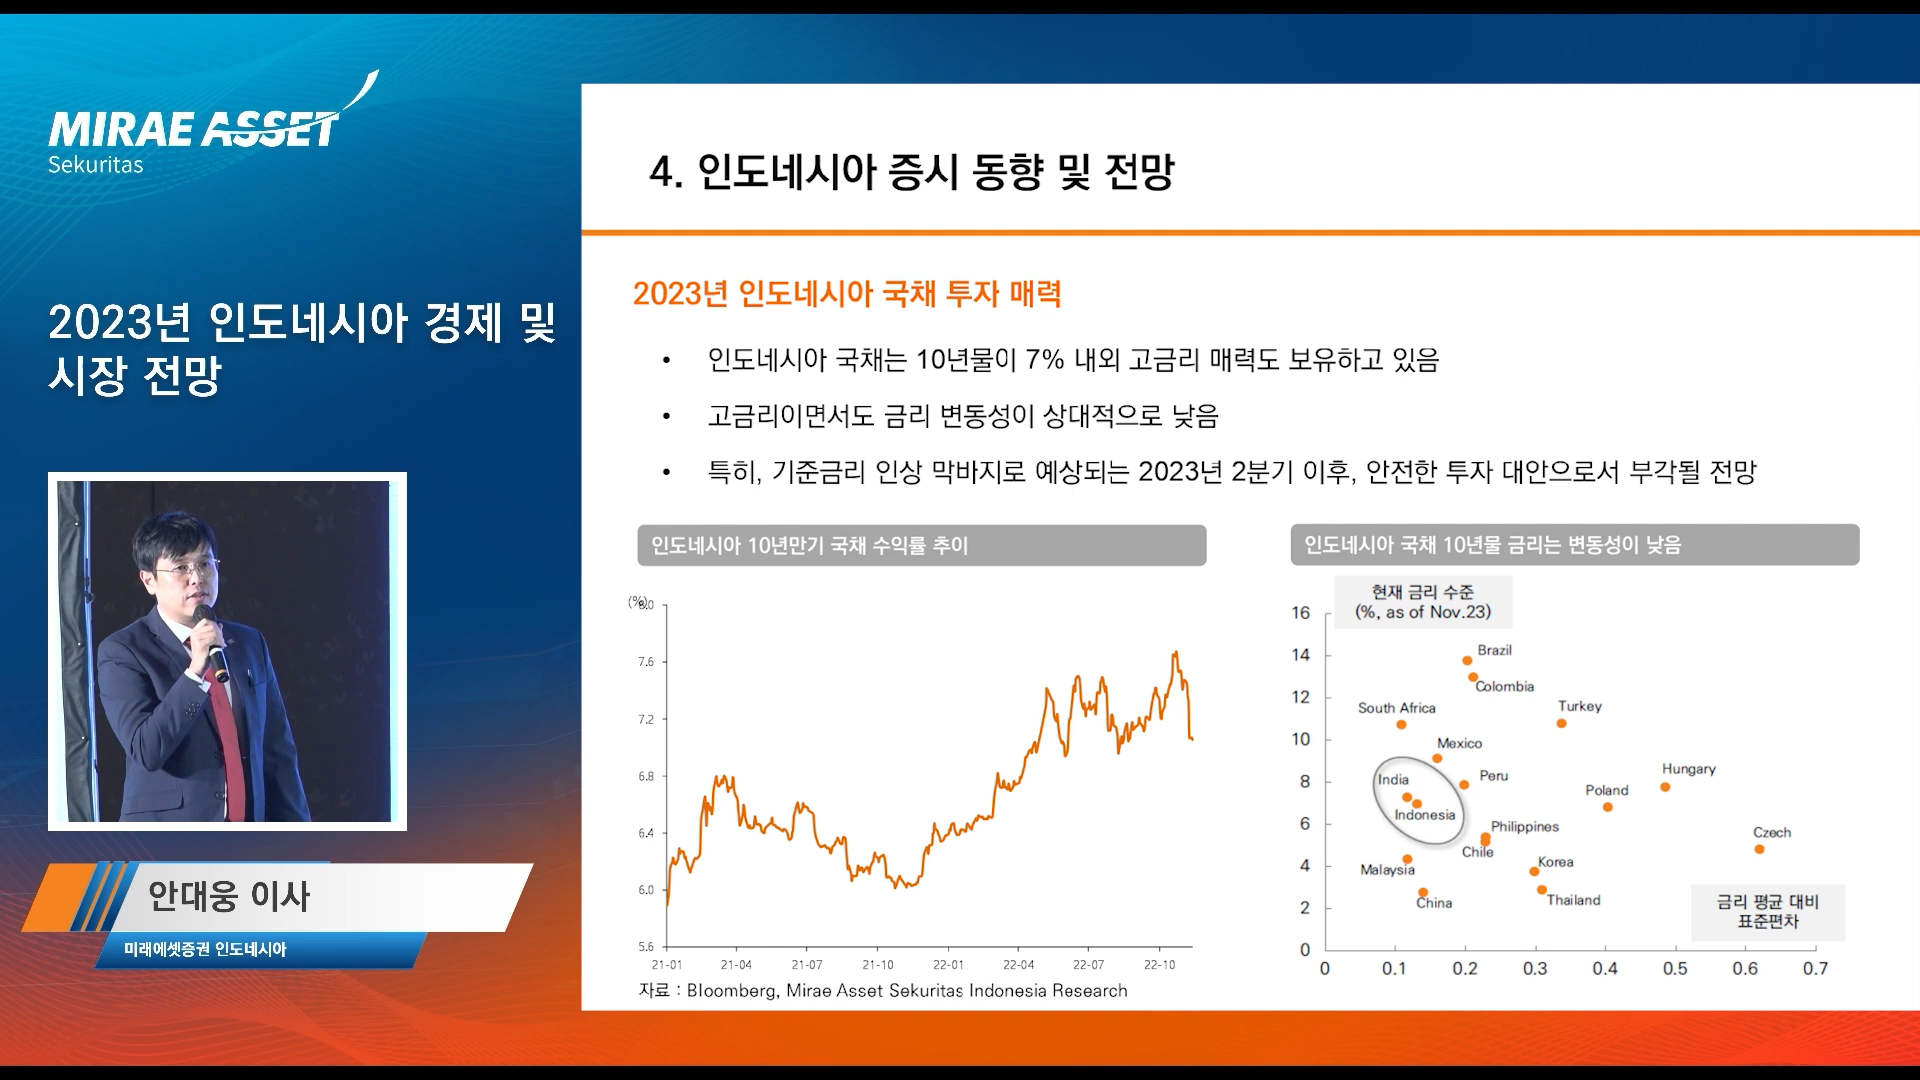 MIRAE ASSET
Sekuritas
2023년 인도네시아 경제 및
시장 전망
안대웅 이사
미래에셋증권 인도네시아
4. 인도네시아 증시 동향 및 전망
2023년 인도네시아 국채 투자 매력
• 인도네시아 국채는 10년물이 7% 내외 고금리 매력도 보유하고 있음
• 고금리이면서도 금리 변동성이 상대적으로 낮음
• 특히, 기준금리 인상 막바지로 예상되는 2023년 2분기 이후, 안전한 투자 대안으로서 부각될 전망
인도네시아 10년만기 국채 수익률 추이
(%)
8.0
7.6
7.2
6.8
6.4
6.0
5.6
21-01 21-04 21-07 21-10 22-01 22-04 22-07 22-10
자료 : Bloomberg, Mirae Asset Sekuritas Indonesia Research
인도네시아 국채 10년물 금리는 변동성이 낮음
현재 금리 수준
(%, as of Nov.23)
16
14
12
10
8
6
4
2
0
Brazil
Colombia
South Africa
Turkey
Mexico
India
Peru
Hungary
Poland
Indonesia
Philippines
Czech
Chile
Korea
Malaysia
Thailand
China
금리 평균 대비
표준편차
0 0.1 0.2 0.3 0.4 0.5 0.6 0.7